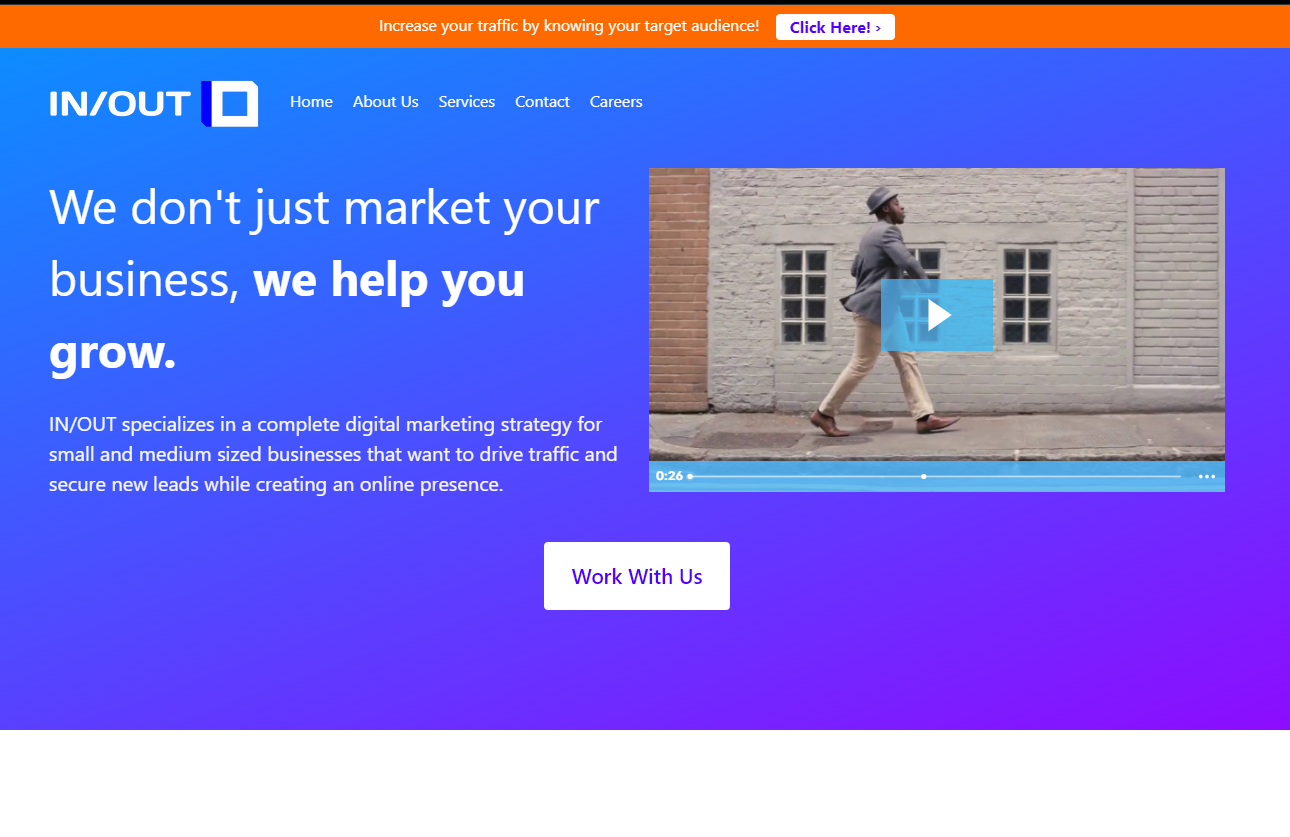 Increase your traffic by knowing your target audience! Click Here! ›
IN/OUT Home About Us Services Contact Careers
We don't just market your
business, we help you
grow.
IN/OUT specializes in a complete digital marketing strategy for
small and medium sized businesses that want to drive traffic and
secure new leads while creating an online presence.
0:26
Work With Us